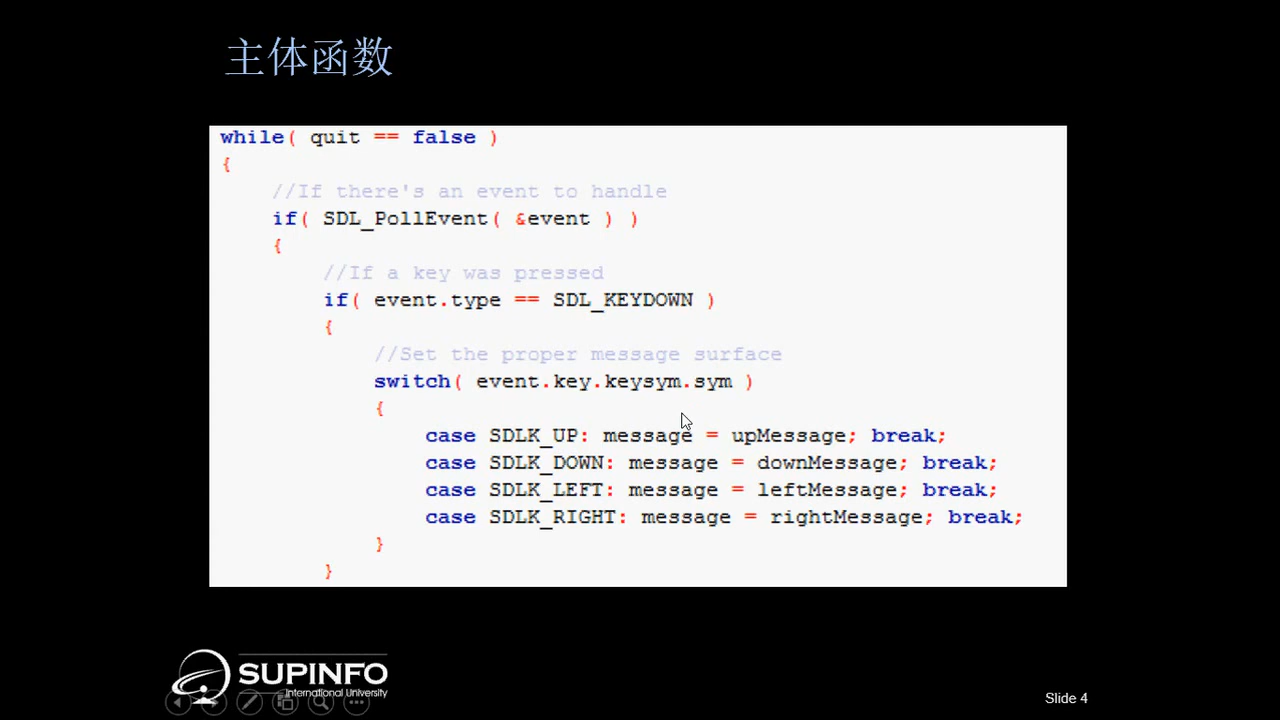 主体函数
while( quit == false )
{
//If there's an event to handle
if( SDL_PollEvent( &event ) )
{
//If a key was pressed
if( event.type == SDL_KEYDOWN )
{
//Set the proper message surface
switch( event.key.keysym.sym )
{
case SDLK_UP: message = upMessage; break;
case SDLK_DOWN: message = downMessage; break;
case SDLK_LEFT: message = leftMessage; break;
case SDLK_RIGHT: message = rightMessage; break;
}
}
SUPINFO
International University
Slide 4